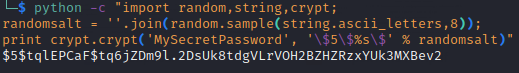 └─$ python -c "import random,string,crypt;
randomsalt = ''.join(random.sample(string.ascii_letters,8));
print crypt.crypt('MySecretPassword', '\$5\$%s\$' % randomsalt)"
$5$tqlEPCaF$tq6jZDm9l.2DsUk8tdgVLrVOH2BZHZRzxYUk3MXBev2